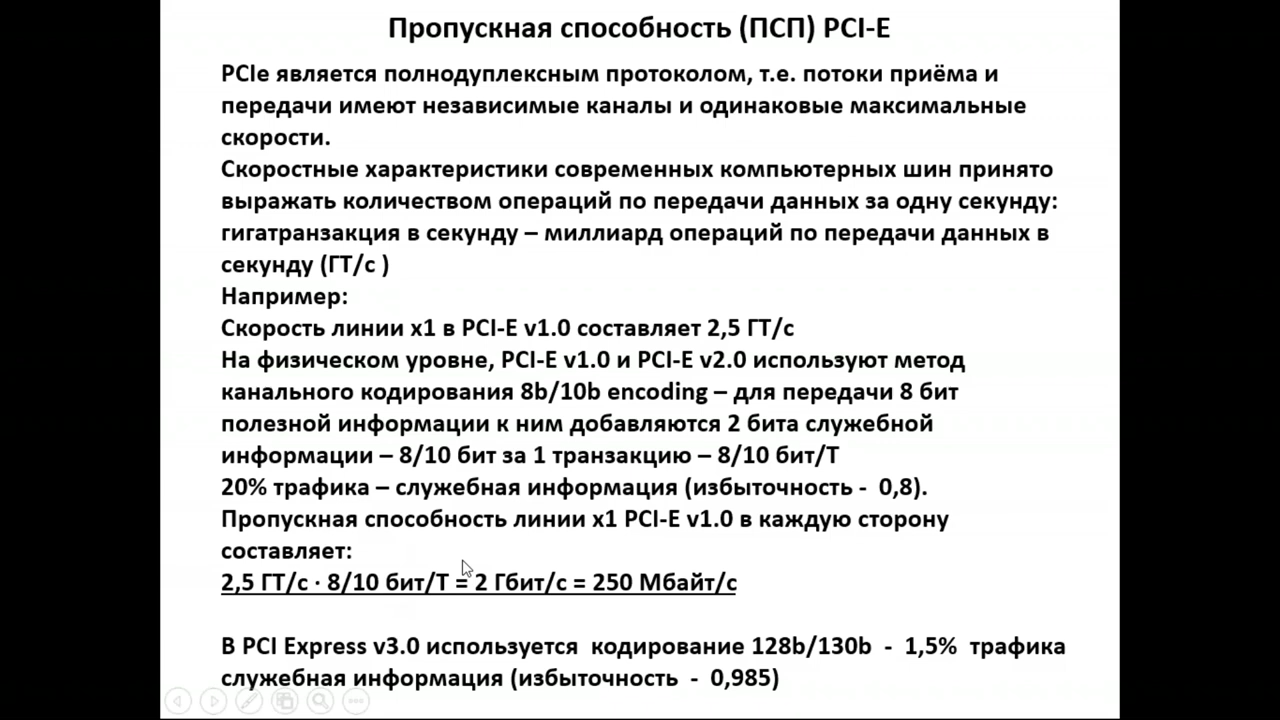 Пропускная способность (ПСП) PCI-E
PCIe является полнодуплексным протоколом, т.е. потоки приёма и
передачи имеют независимые каналы и одинаковые максимальные
скорости.
Скоростные характеристики современных компьютерных шин принято
выражать количеством операций по передачи данных за одну секунду:
гигатранзакция в секунду – миллиард операций по передачи данных в
секунду (ГТ/с )
Например:
Скорость линии x1 в PCI-E v1.0 составляет 2,5 ГТ/с
На физическом уровне, PCI-E v1.0 и PCI-E v2.0 используют метод
канального кодирования 8b/10b encoding – для передачи 8 бит
полезной информации к ним добавляются 2 бита служебной
информации – 8/10 бит за 1 транзакцию – 8/10 бит/Т
20% трафика – служебная информация (избыточность - 0,8).
Пропускная способность линии x1 PCI-E v1.0 в каждую сторону
составляет:
2,5 ГТ/с · 8/10 бит/Т = 2 Гбит/с = 250 Мбайт/с
В PCI Express v3.0 используется кодирование 128b/130b - 1,5% трафика
служебная информация (избыточность - 0,985)